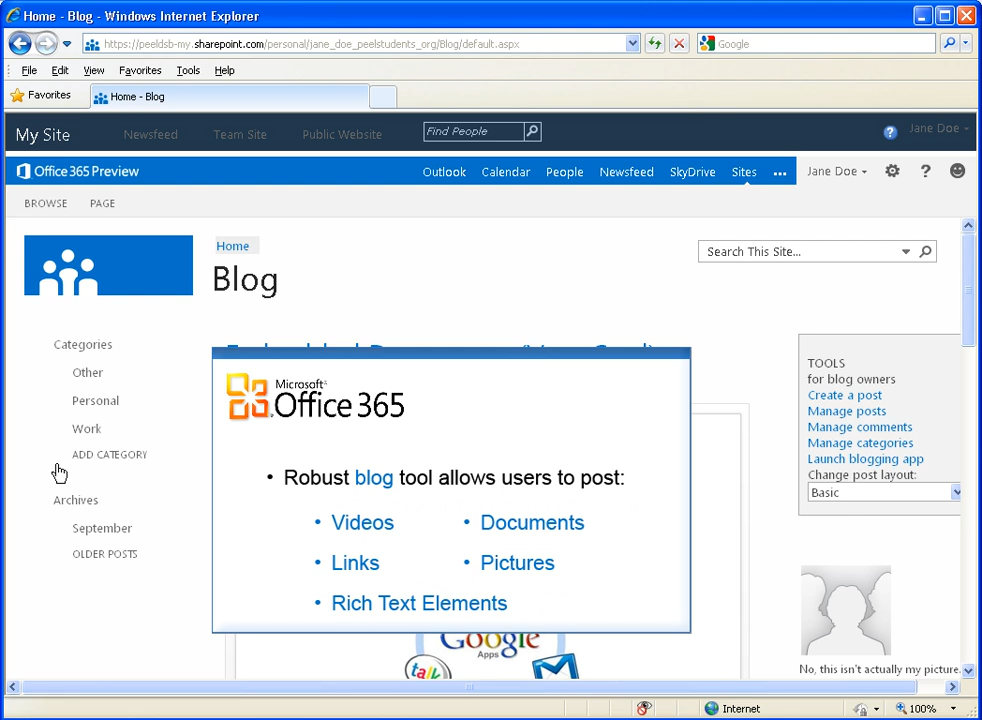 Home - Blog - Windows Internet Explorer
https://peeldsb-my.sharepoint.com/personal/jane_doe_peelstudents_org/Blog/default.aspx
Google
File Edit View Favorites Tools Help
Favorites
Home - Blog
My Site Newsfeed Team Site Public Website Find People Jane Doe
Office 365 Preview Outlook Calendar People Newsfeed SkyDrive Sites ... Jane Doe
BROWSE PAGE
Home
Blog
Search This Site...
Categories
Other
Personal
Work
ADD CATEGORY
Archives
September
OLDER POSTS
Microsoft
Office 365
• Robust blog tool allows users to post:
• Videos • Documents
• Links • Pictures
• Rich Text Elements
Google
Apps
talk
TOOLS
for blog owners
Create a post
Manage posts
Manage comments
Manage categories
Launch blogging app
Change post layout:
Basic
No, this isn't actually my picture.
Internet
100%